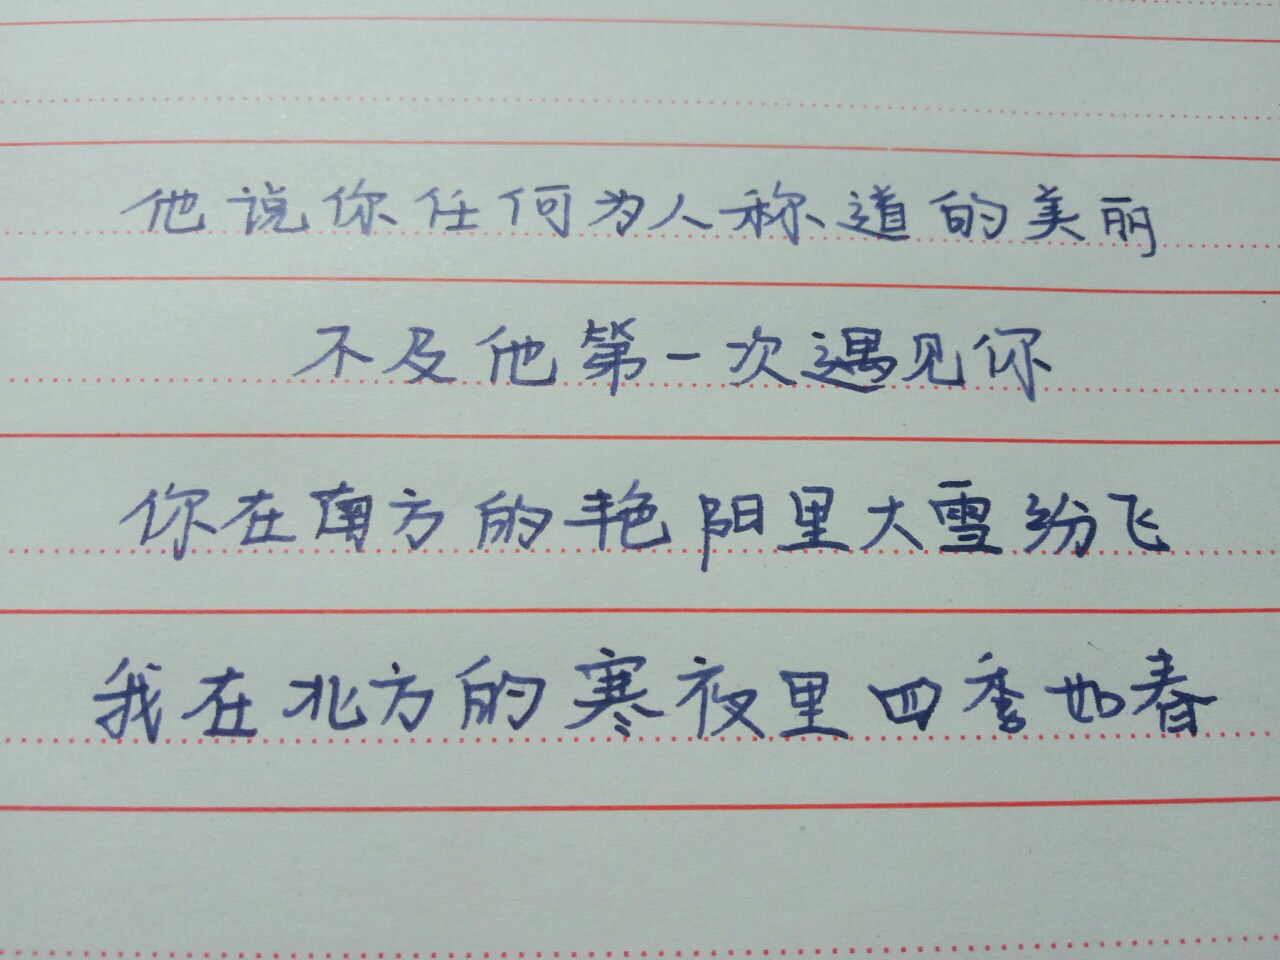 他说你任何为人称道的美丽
不及他第一次遇见你
你在南方的艳阳里大雪纷飞
我在北方的寒夜里四季如春